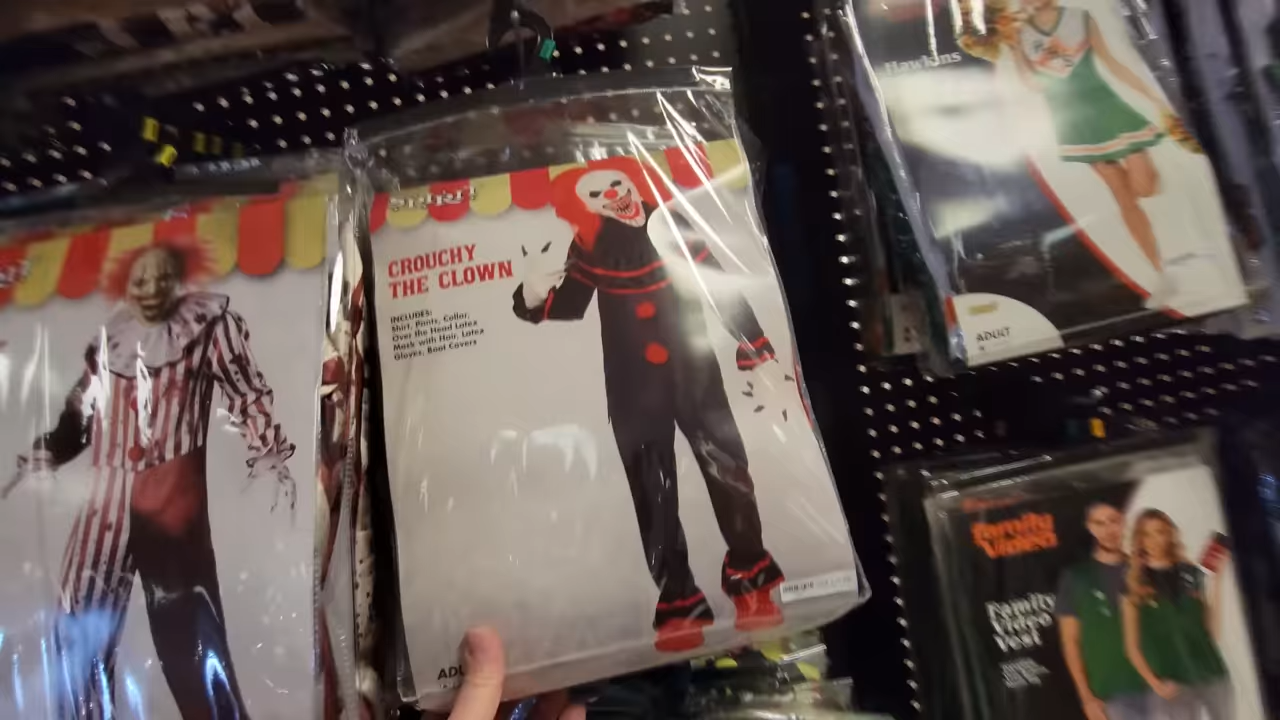 CROUCHY
THE CLOWN
INCLUDES:
Shirt, Pants, Collar,
Over the Head Latex
Mask with Hair, Latex
Gloves, Boot Covers
Hawkins
ADULT
family
video
Family
Video
Vest